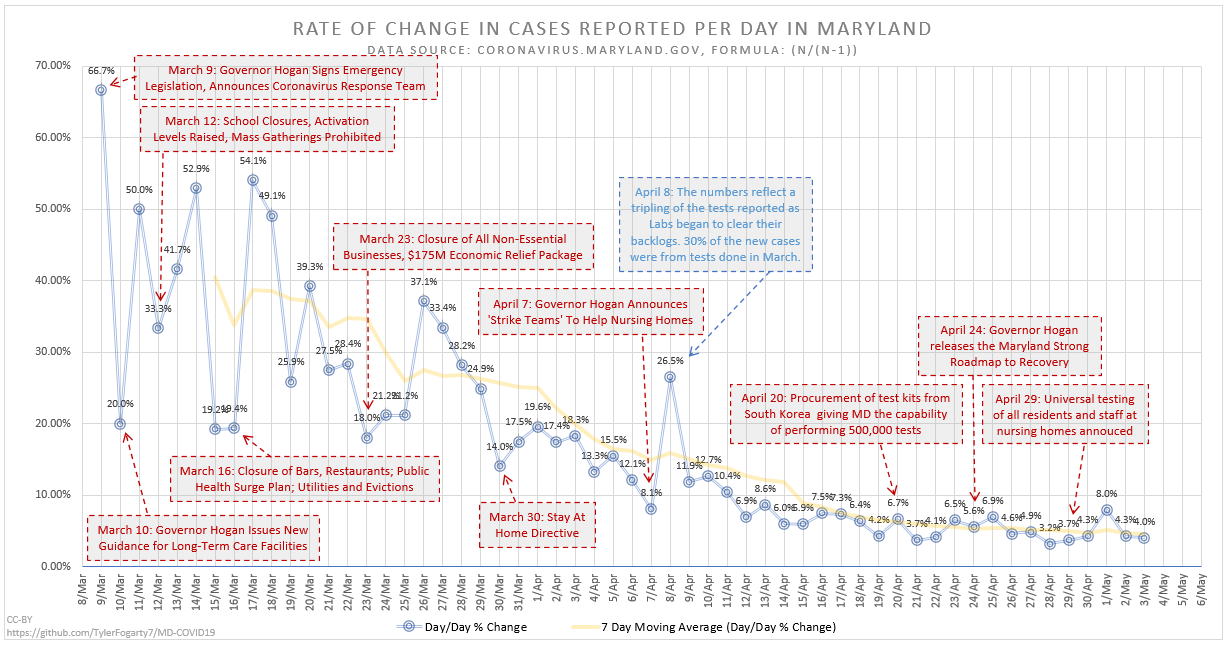 RATE OF CHANGE IN CASES REPORTED PER DAY IN MARYLAND
DATA SOURCE: CORONAVIRUS.MARYLAND.GOV, FORMULA: (N/(N-1))
70.00%
60.00%
50.00%
40.00%
30.00%
20.00%
10.00%
0.00%
March 9: Governor Hogan Signs Emergency
Legislation, Announces Coronavirus Response Team
March 12: School Closures, Activation
Levels Raised, Mass Gatherings Prohibited
April 8: The numbers reflect a
tripling of the tests reported as
Labs began to clear their
backlogs. 30% of the new cases
were from tests done in March.
March 23: Closure of All Non-Essential
Businesses, $175M Economic Relief Package
April 7: Governor Hogan Announces
'Strike Teams' To Help Nursing Homes
April 24: Governor Hogan
releases the Maryland Strong
Roadmap to Recovery
April 20: Procurement of test kits from
South Korea giving MD the capability
of performing 500,000 tests
April 29: Universal testing
of all residents and staff at
nursing homes annouced
March 16: Closure of Bars, Restaurants; Public
Health Surge Plan; Utilities and Evictions
March 30: Stay At
Home Directive
March 10: Governor Hogan Issues New
Guidance for Long-Term Care Facilities
66.7%
20.0%
50.0%
33.3%
41.7%
52.9%
19.2%
19.4%
54.1%
49.1%
25.9%
39.3%
27.5%
28.4%
18.0%
21.2%
21.2%
37.1%
33.4%
28.2%
24.9%
14.0%
17.5%
19.6%
17.4%
18.3%
13.3%
15.5%
12.1%
8.1%
26.5%
11.9%
12.7%
10.4%
6.9%
8.6%
6.0%
5.9%
7.5%
7.3%
6.4%
4.2%
6.7%
3.7%
4.1%
6.5%
5.6%
6.9%
4.6%
4.9%
3.2%
3.7%
4.3%
8.0%
4.3%
4.0%
8/Mar
9/Mar
10/Mar
11/Mar
12/Mar
13/Mar
14/Mar
15/Mar
16/Mar
17/Mar
18/Mar
19/Mar
20/Mar
21/Mar
22/Mar
23/Mar
24/Mar
25/Mar
26/Mar
27/Mar
28/Mar
29/Mar
30/Mar
31/Mar
1/Apr
2/Apr
3/Apr
4/Apr
5/Apr
6/Apr
7/Apr
8/Apr
9/Apr
10/Apr
11/Apr
12/Apr
13/Apr
14/Apr
15/Apr
16/Apr
17/Apr
18/Apr
19/Apr
20/Apr
21/Apr
22/Apr
23/Apr
24/Apr
25/Apr
26/Apr
27/Apr
28/Apr
29/Apr
30/Apr
1/May
2/May
3/May
4/May
5/May
6/May
CC-BY
https://github.com/TylerFogarty7/MD-COVID19
Day/Day % Change
7 Day Moving Average (Day/Day % Change)